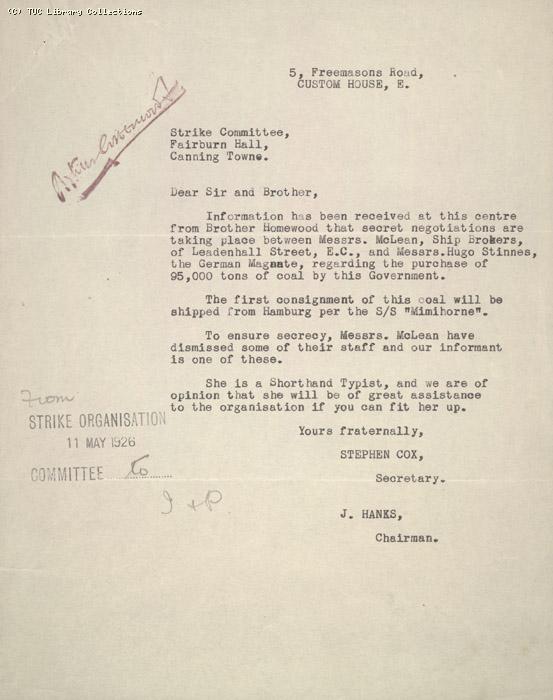 (C) TUC Library Collections
5, Freemasons Road,
CUSTOM HOUSE, E.
Strike Committee,
Fairburn Hall,
Canning Towne.
Dear Sir and Brother,
Information has been received at this centre
from Brother Homewood that secret negotiations are
taking place between Messrs. McLean, Ship Brokers,
of Leadenhall Street, E.C., and Messrs.Hugo Stinnes,
the German Magnate, regarding the purchase of
95,000 tons of coal by this Government.
The first consignment of this coal will be
shipped from Hamburg per the S/S "Mimihorne".
To ensure secrecy, Messrs. McLean have
dismissed some of their staff and our informant
is one of these.
She is a Shorthand Typist, and we are of
opinion that she will be of great assistance
to the organisation if you can fit her up.
Yours fraternally,
STEPHEN COX,
Secretary.
J. HANKS,
Chairman.
From
STRIKE ORGANISATION
11 MAY 1926
COMMITTEE to
I & P.